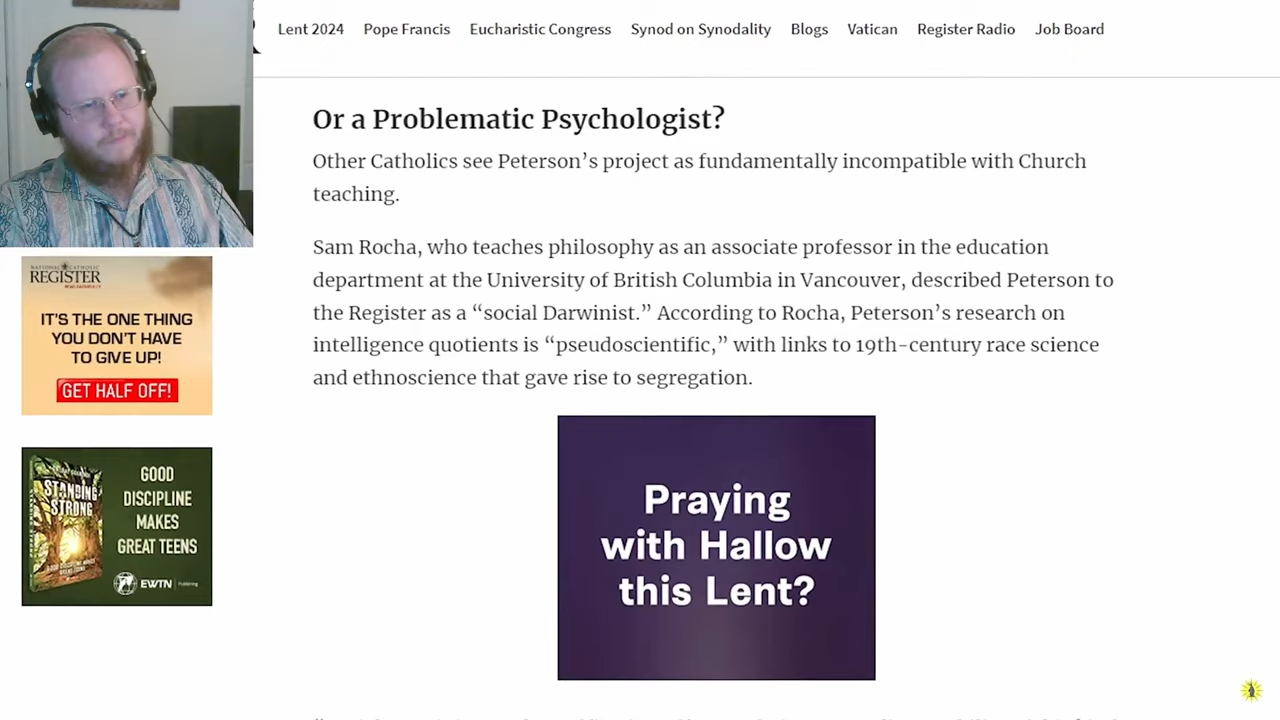 Lent 2024 Pope Francis Eucharistic Congress Synod on Synodality Blogs Vatican Register Radio Job Board
Or a Problematic Psychologist?
Other Catholics see Peterson’s project as fundamentally incompatible with Church
teaching.
Sam Rocha, who teaches philosophy as an associate professor in the education
department at the University of British Columbia in Vancouver, described Peterson to
the Register as a “social Darwinist.” According to Rocha, Peterson’s research on
intelligence quotients is “pseudoscientific,” with links to 19th-century race science
and ethnoscience that gave rise to segregation.
NATIONAL CATHOLIC
REGISTER
IT'S THE ONE THING
YOU DON'T HAVE
TO GIVE UP!
GET HALF OFF!
STANDING
STRONG
GOOD
DISCIPLINE
MAKES
GREAT TEENS
EWTN
Praying
with Hallow
this Lent?